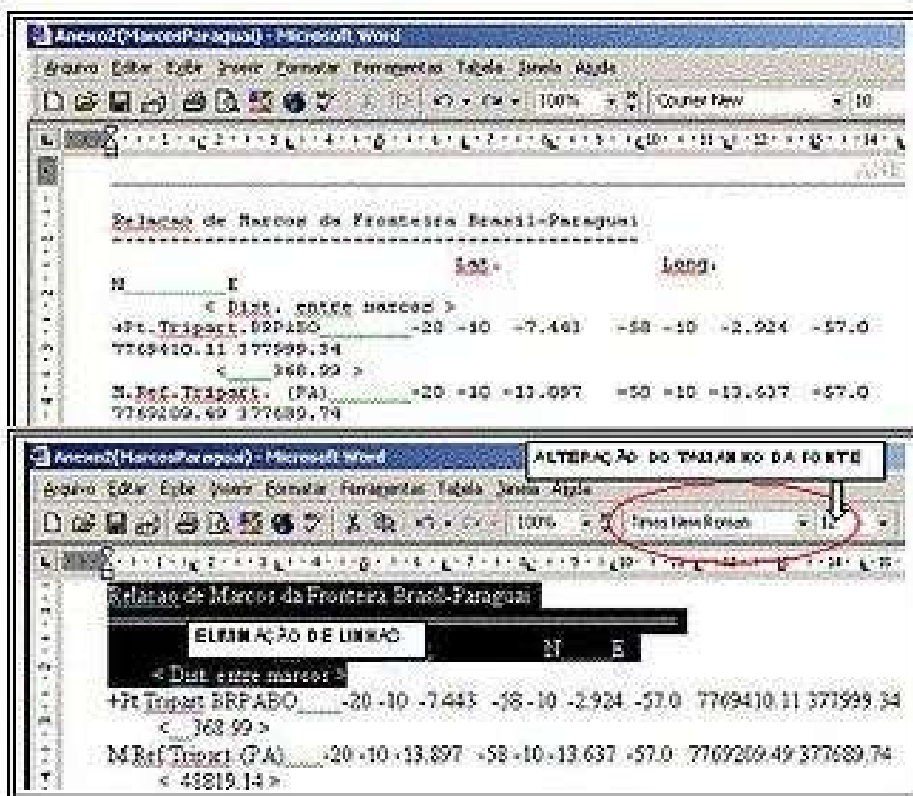 Anexo2(MarcosParaguai) - Microsoft Word
Arquivo Editar Exibir Inserir Formatar Ferramentas Tabela Janela Ajuda
100% Courier New 10
Relacao de Marcos da Fronteira Brasil-Paraguai
Lat. Long.
N E
< Dist. entre marcos >
+Pt.Tripart.BRPABO______-20 -10 -7.443 -58 -10 -2.924 -57.0
7769410.11 377999.34
<____368.99 >
M.Ref.Tripart. (PA)______-20 -10 -13.897 -58 -10 -13.637 -57.0
7769209.49 377689.74
Anexo2(MarcosParaguai) - Microsoft Word
ALTERAÇÃO DO TAMANHO DA FONTE
Arquivo Editar Exibir Inserir Formatar Ferramentas Tabela Janela Ajuda
100% Times New Roman 12
Relacao de Marcos da Fronteira Brasil-Paraguai
ELIMINAÇÃO DE LINHAS
N E
< Dist. entre marcos >
+Pt Tripart BRPABO____-20 -10 -7.443 -58 -10 -2.924 -57.0 7769410.11 377999.34
<__368.99 >
M.Ref.Tripart. (PA)____-20 -10 -13.897 -58 -10 -13.637 -57.0 7769209.49 377689.74
< 48819.14 >